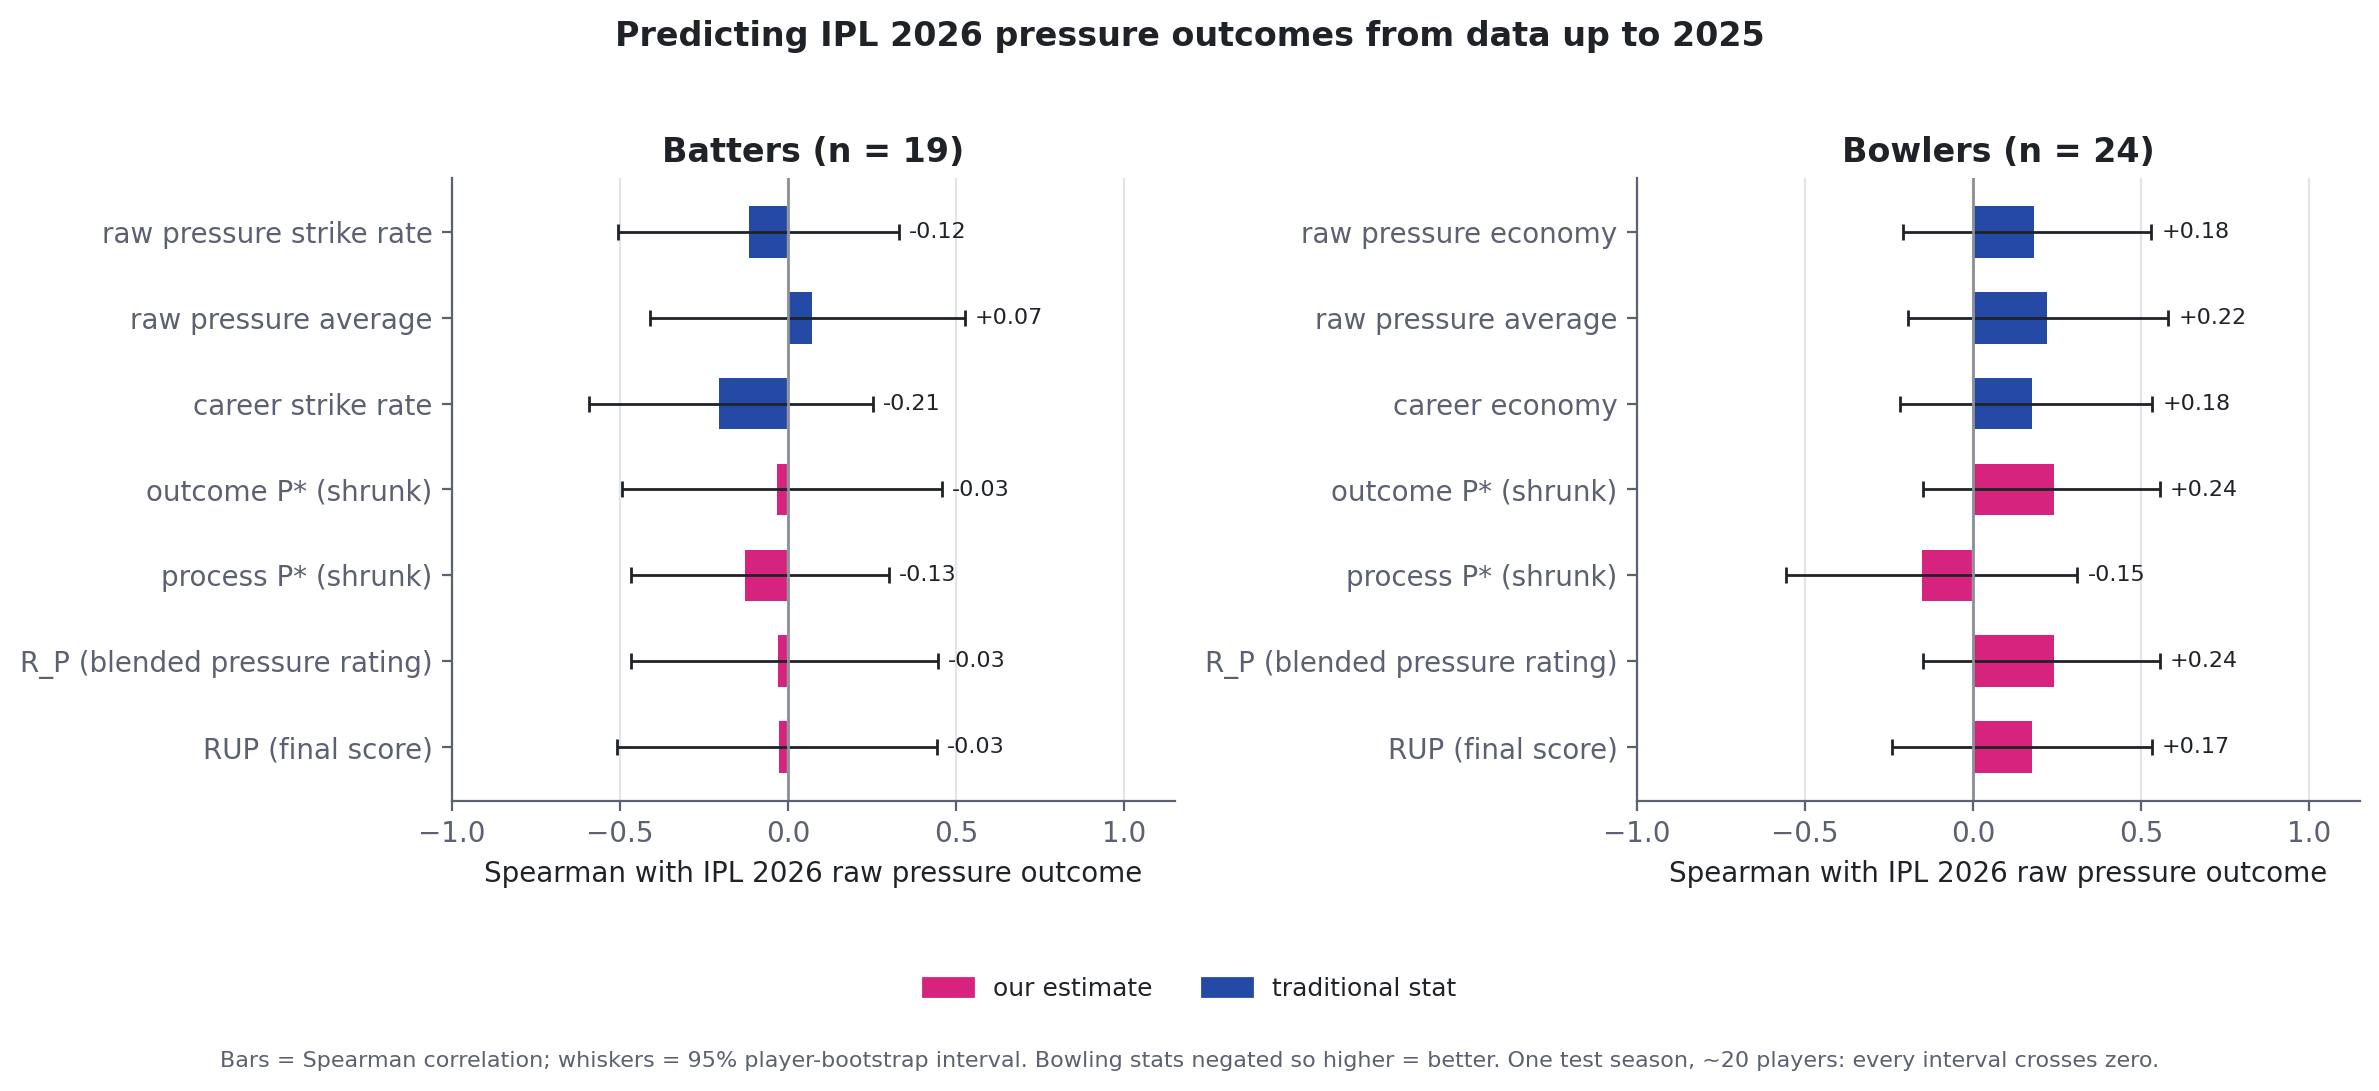 Predicting IPL 2026 pressure outcomes from data up to 2025
Batters (n = 19)
raw pressure strike rate
-0.12
raw pressure average
+0.07
career strike rate
-0.21
outcome P* (shrunk)
-0.03
process P* (shrunk)
-0.13
R_P (blended pressure rating)
-0.03
RUP (final score)
-0.03
−1.0 −0.5 0.0 0.5 1.0
Spearman with IPL 2026 raw pressure outcome
Bowlers (n = 24)
raw pressure economy
+0.18
raw pressure average
+0.22
career economy
+0.18
outcome P* (shrunk)
+0.24
process P* (shrunk)
-0.15
R_P (blended pressure rating)
+0.24
RUP (final score)
+0.17
−1.0 −0.5 0.0 0.5 1.0
Spearman with IPL 2026 raw pressure outcome
our estimate
traditional stat
Bars = Spearman correlation; whiskers = 95% player-bootstrap interval. Bowling stats negated so higher = better. One test season, ~20 players: every interval crosses zero.